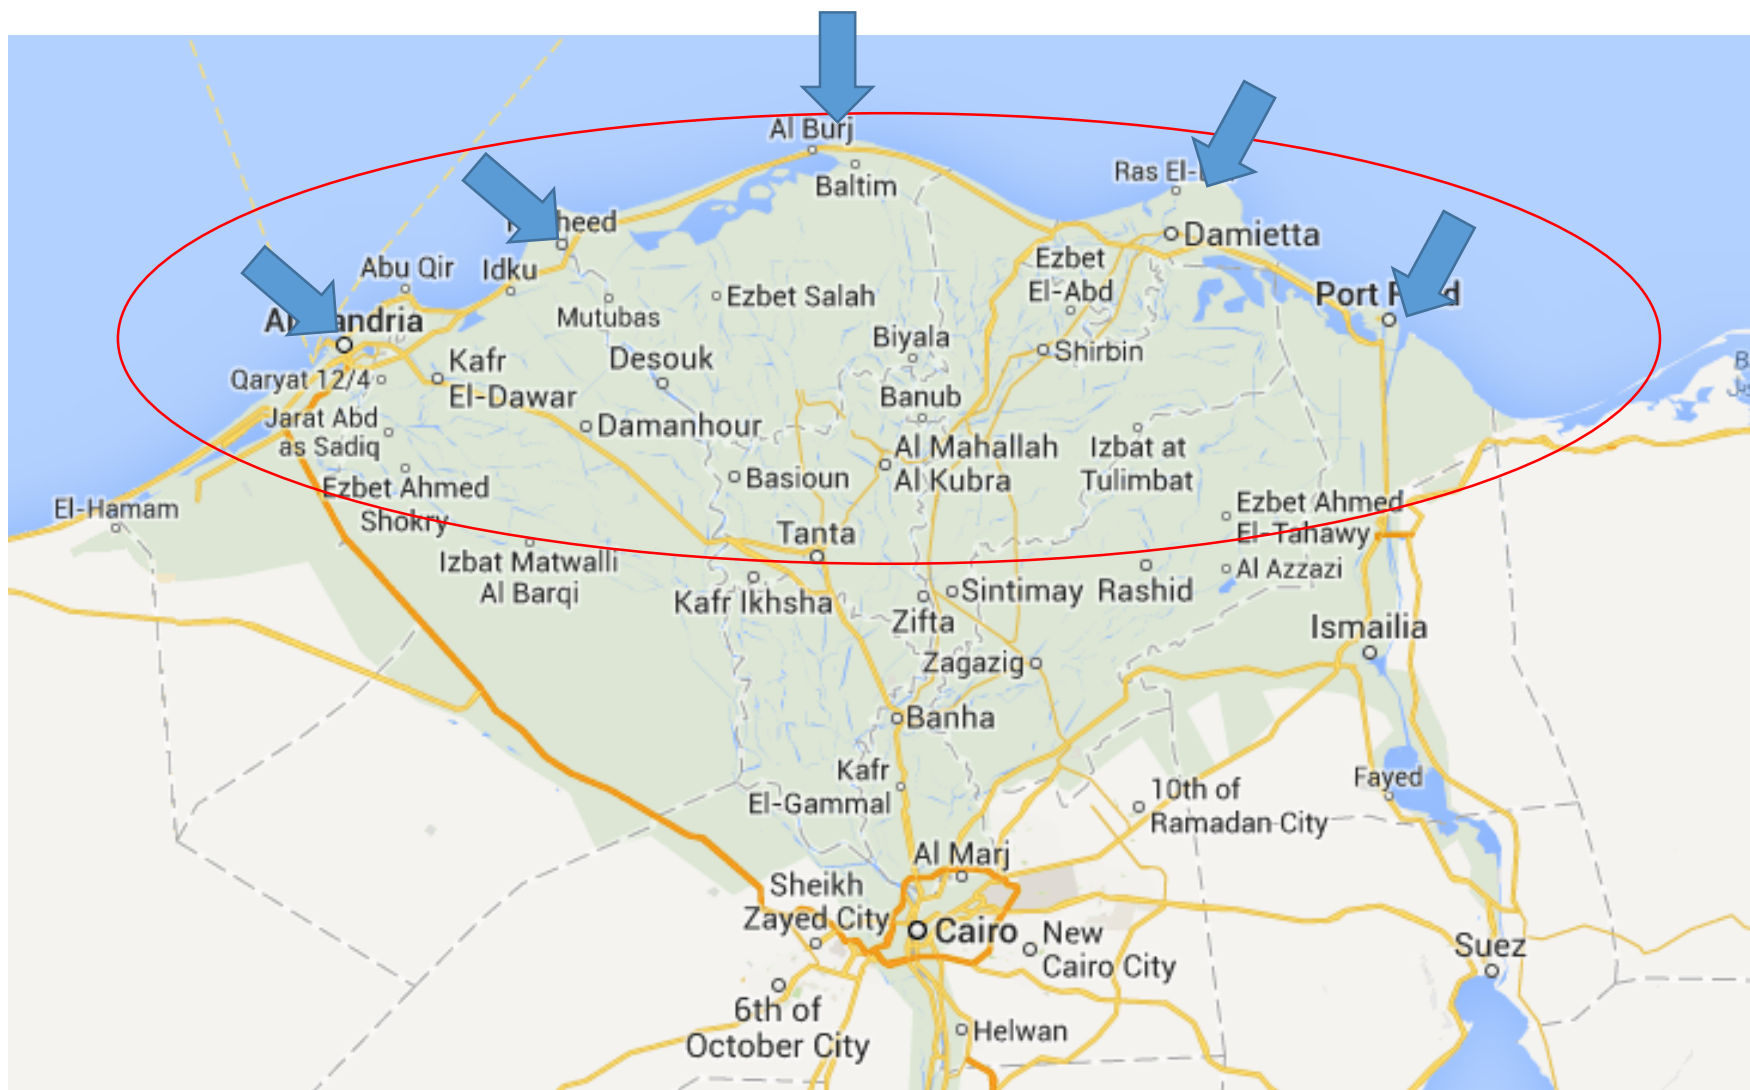 Al Burj
Baltim
Ras El-
Damietta
Abu Qir
Idku
Ezbet
El-Abd
Ezbet Salah
Mutubas
Port
Biyala
Shirbin
Desouk
Kafr
El-Dawar
Qaryat 12/4
Banub
Jarat Abd
as Sadiq
Damanhour
Al Mahallah
Al Kubra
Izbat at
Tulimbat
Basioun
Ezbet Ahmed
Shokry
El-Hamam
Ezbet Ahmed
El-Tahawy
Tanta
Izbat Matwalli
Al Barqi
Al Azzazi
Kafr Ikhsha
Sintimay
Rashid
Zifta
Ismailia
Zagazig
Banha
Kafr
El-Gammal
Fayed
10th of
Ramadan City
Al Marj
Sheikh
Zayed City
Cairo
New
Cairo City
Suez
6th of
October City
Helwan